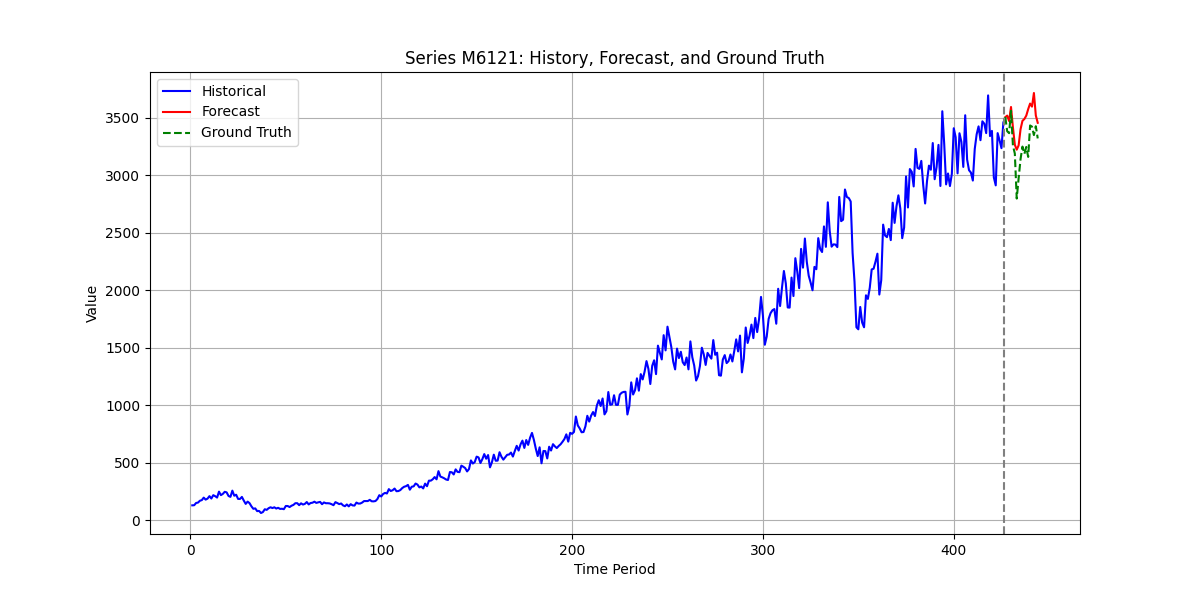 Series M6121: History, Forecast, and Ground Truth
Historical
Forecast
Ground Truth
3500
3000
2500
2000
1500
1000
500
0
Value
0 100 200 300 400
Time Period